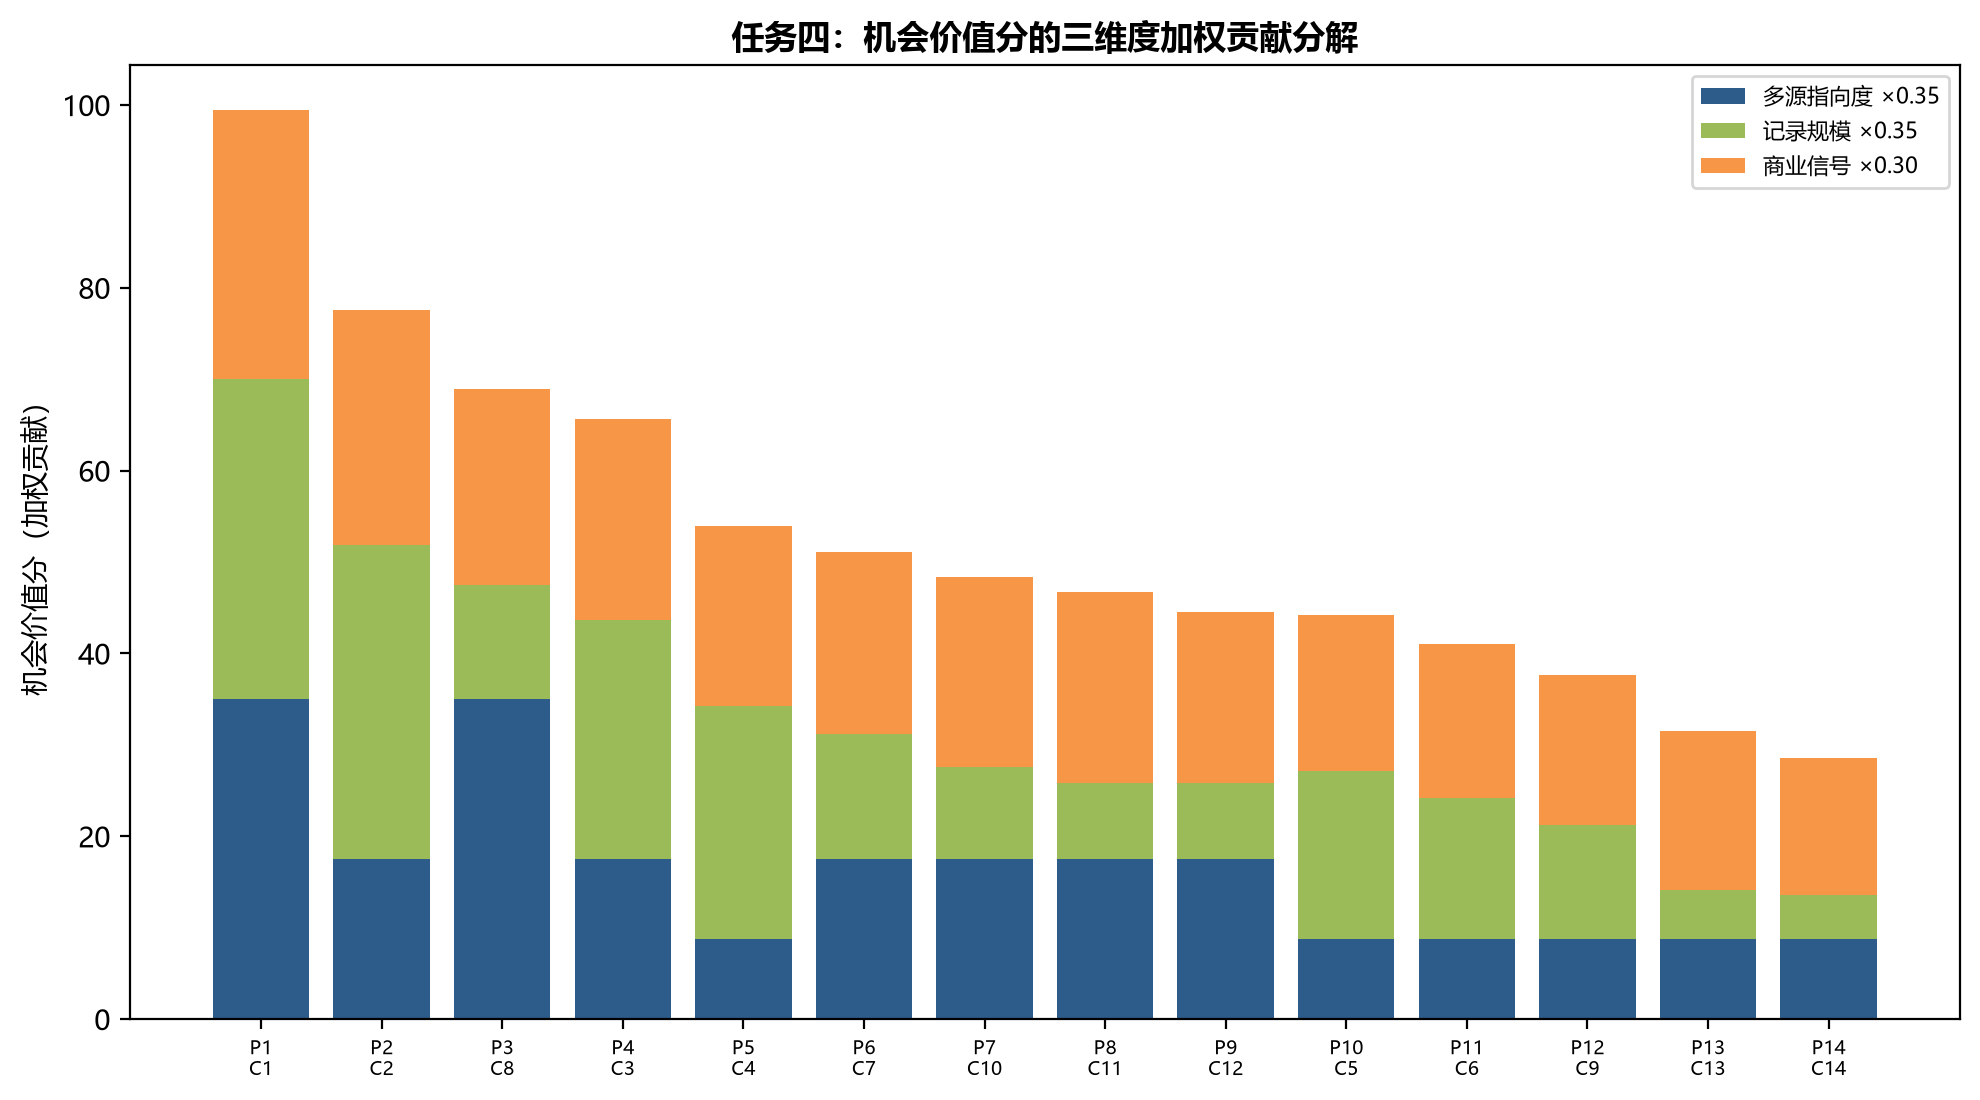 任务四：机会价值分的三维度加权贡献分解
多源指向度 ×0.35
记录规模 ×0.35
商业信号 ×0.30
机会价值分（加权贡献）
100
80
60
40
20
0
P1 P2 P3 P4 P5 P6 P7 P8 P9 P10 P11 P12 P13 P14
C1 C2 C8 C3 C4 C7 C10 C11 C12 C5 C6 C9 C13 C14